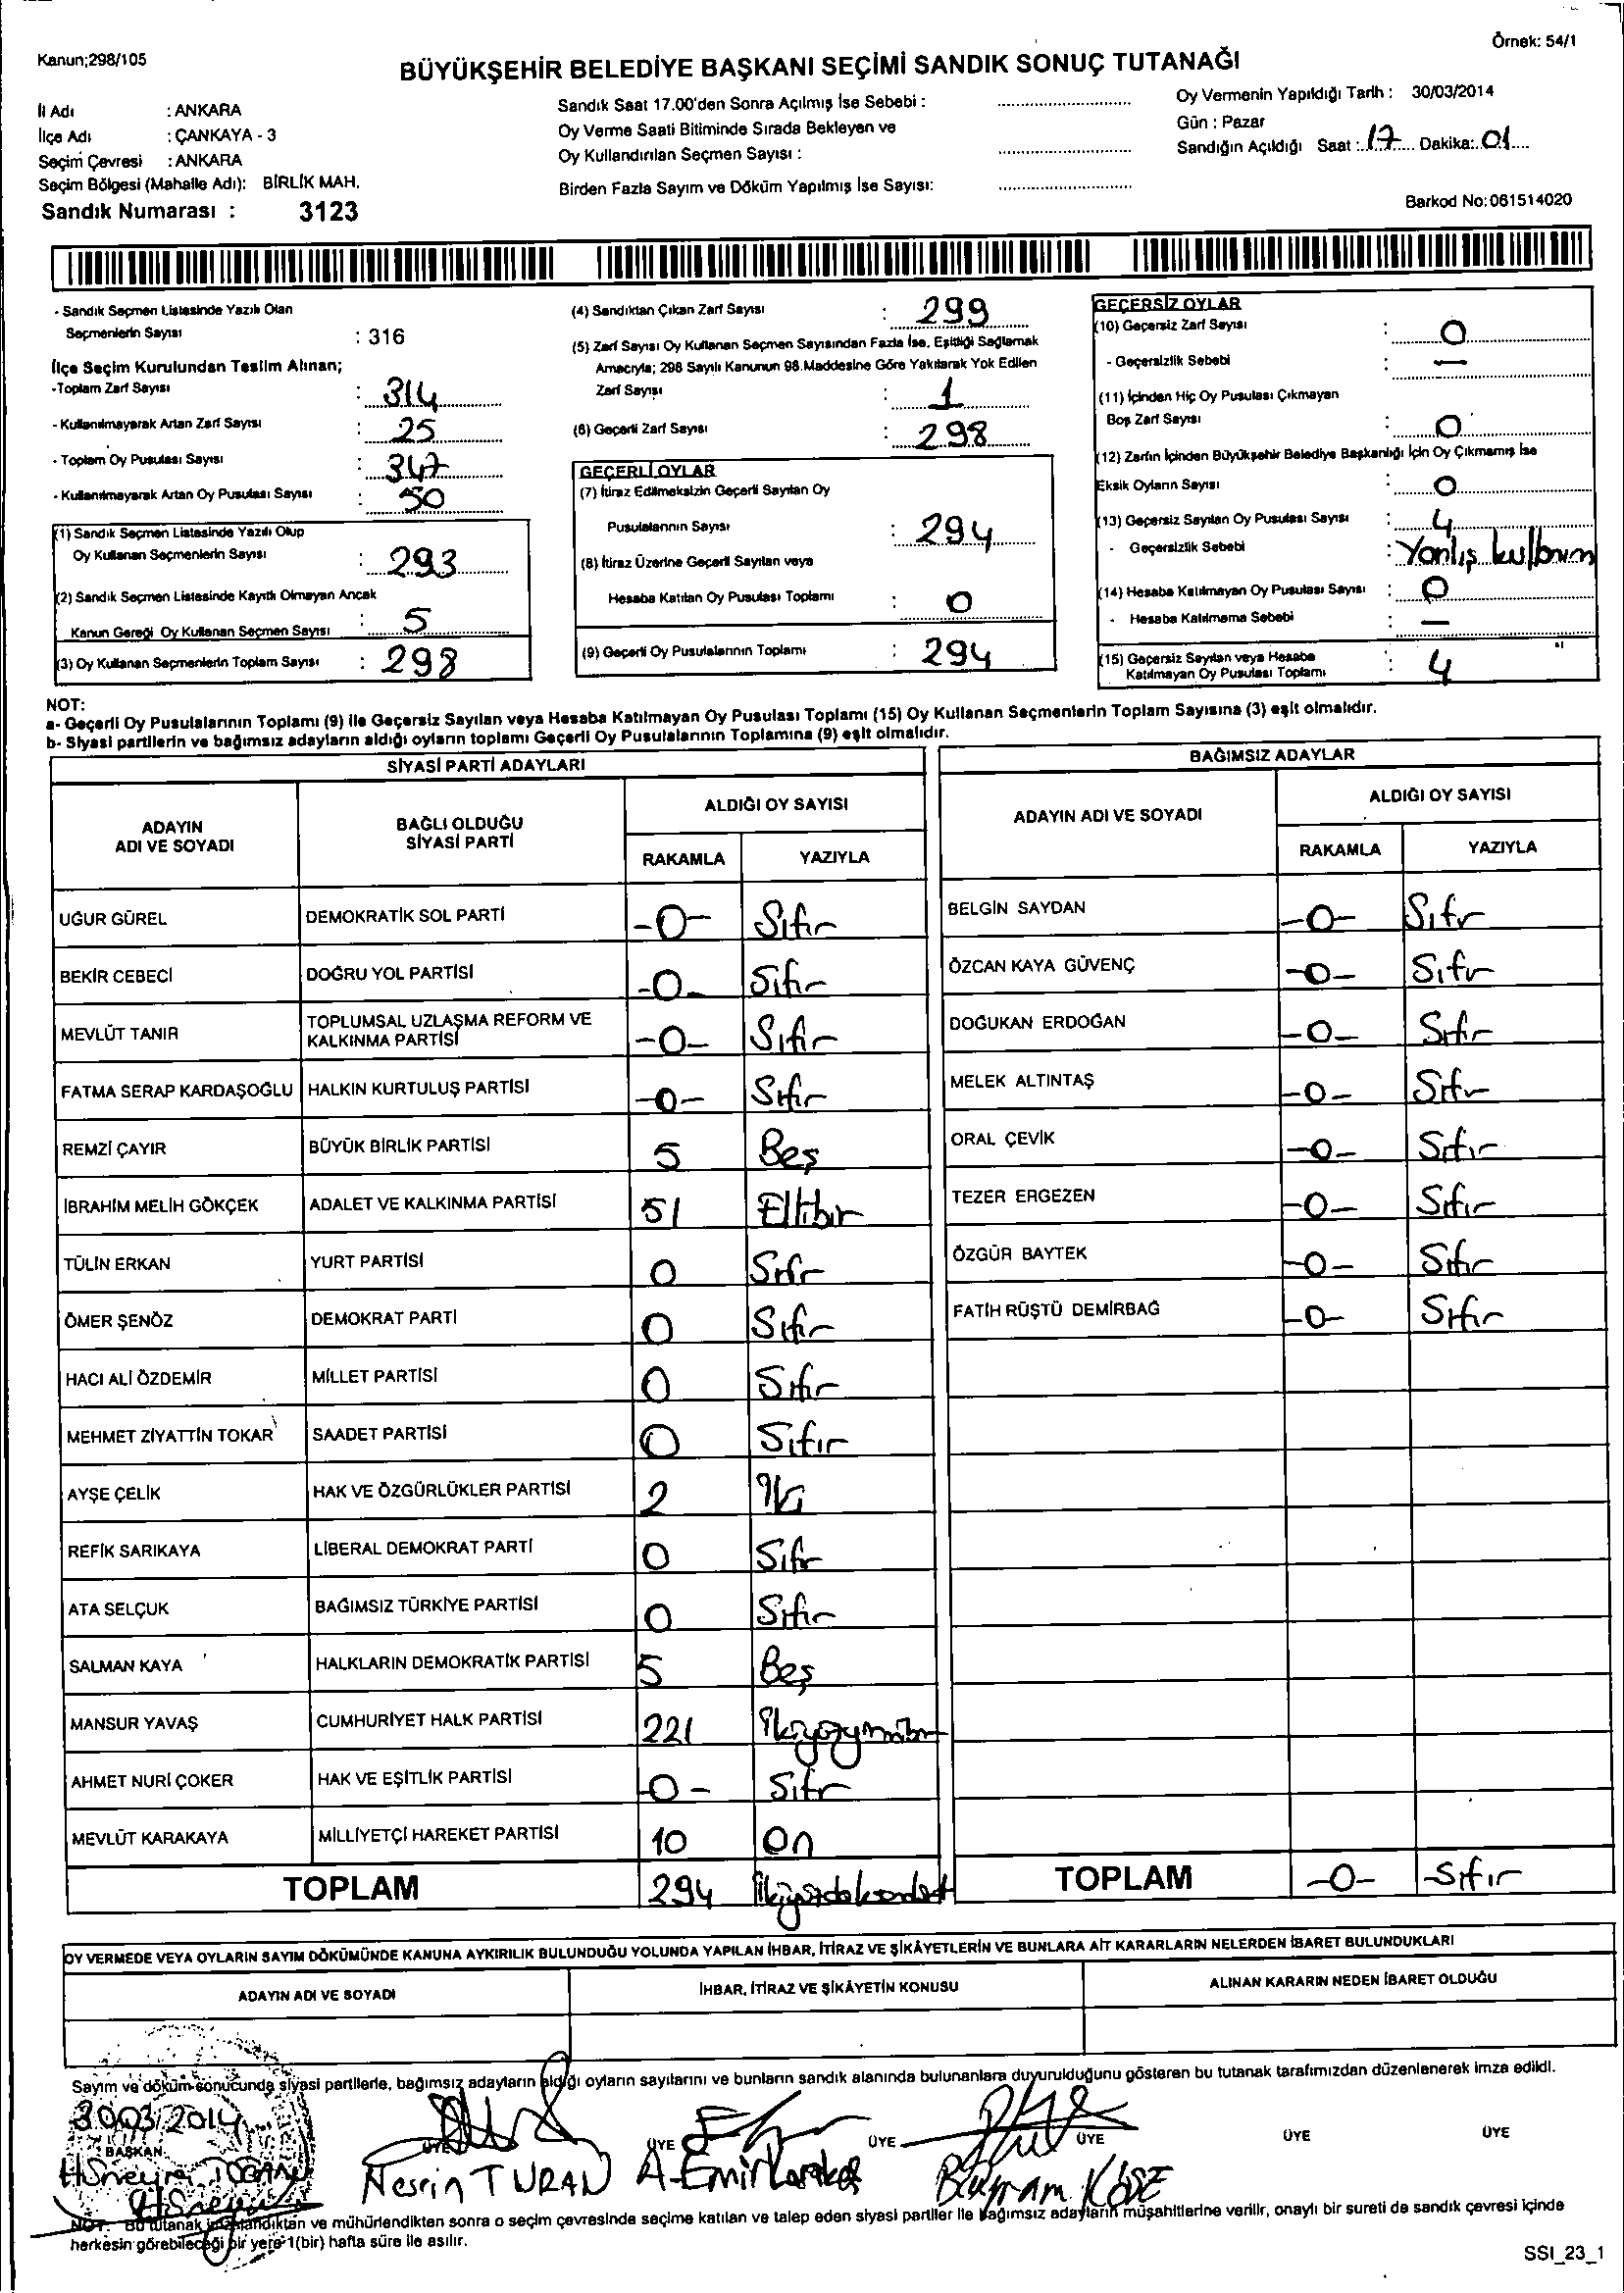 Kanun;298/105
Örnek: 54/1
BÜYÜKŞEHİR BELEDİYE BAŞKANI SEÇİMİ SANDIK SONUÇ TUTANAĞI
İl Adı : ANKARA
İlçe Adı : ÇANKAYA - 3
Seçim Çevresi : ANKARA
Seçim Bölgesi (Mahalle Adı): BİRLİK MAH.
Sandık Numarası : 3123
Sandık Saat 17.00'den Sonra Açılmış İse Sebebi :
Oy Verme Saati Bitiminde Sırada Bekleyen ve
Oy Kullandırılan Seçmen Sayısı :
Birden Fazla Sayım ve Döküm Yapılmış İse Sayısı:
Oy Vermenin Yapıldığı Tarih : 30/03/2014
Gün : Pazar
Sandığın Açıldığı Saat : 17 Dakika: 01
Barkod No:061514020
- Sandık Seçmen Listesinde Yazılı Olan
Seçmenlerin Sayısı : 316
İlçe Seçim Kurulundan Teslim Alınan;
-Toplam Zarf Sayısı : 314
- Kullanılmayarak Artan Zarf Sayısı : 25
- Toplam Oy Pusulası Sayısı : 347
- Kullanılmayarak Artan Oy Pusulası Sayısı : 50
(1) Sandık Seçmen Listesinde Yazılı Olup
Oy Kullanan Seçmenlerin Sayısı : 293
(2) Sandık Seçmen Listesinde Kayıtlı Olmayan Ancak
Kanun Gereği Oy Kullanan Seçmen Sayısı : 5
(3) Oy Kullanan Seçmenlerin Toplam Sayısı : 298
(4) Sandıktan Çıkan Zarf Sayısı : 299
(5) Zarf Sayısı Oy Kullanan Seçmen Sayısından Fazla İse, Eşitliği Sağlamak
Amacıyla; 298 Sayılı Kanunun 98.Maddesine Göre Yakılarak Yok Edilen
Zarf Sayısı : 1
(6) Geçerli Zarf Sayısı : 298
GEÇERLİ OYLAR
(7) İtiraz Edilmeksizin Geçerli Sayılan Oy
Pusulalarının Sayısı : 294
(8) İtiraz Üzerine Geçerli Sayılan veya
Hesaba Katılan Oy Pusulası Toplamı : 0
(9) Geçerli Oy Pusulalarının Toplamı : 294
GEÇERSİZ OYLAR
(10) Geçersiz Zarf Sayısı : 0
- Geçersizlik Sebebi : —
(11) İçinden Hiç Oy Pusulası Çıkmayan
Boş Zarf Sayısı : 0
(12) Zarfın İçinden Büyükşehir Belediye Başkanlığı İçin Oy Çıkmamış İse
Eksik Oyların Sayısı : 0
(13) Geçersiz Sayılan Oy Pusulası Sayısı : 4
- Geçersizlik Sebebi : Yanlış
(14) Hesaba Katılmayan Oy Pusulası Sayısı : 0
- Hesaba Katılmama Sebebi : —
(15) Geçersiz Sayılan veya Hesaba
Katılmayan Oy Pusulası Toplamı : 4
NOT:
a- Geçerli Oy Pusulalarının Toplamı (9) ile Geçersiz Sayılan veya Hesaba Katılmayan Oy Pusulası Toplamı (15) Oy Kullanan Seçmenlerin Toplam Sayısına (3) eşit olmalıdır.
b- Siyasi partilerin ve bağımsız adayların aldığı oyların toplamı Geçerli Oy Pusulalarının Toplamına (9) eşit olmalıdır.
SİYASİ PARTİ ADAYLARI
ADAYIN ADI VE SOYADI
BAĞLI OLDUĞU SİYASİ PARTİ
ALDIĞI OY SAYISI
RAKAMLA YAZIYLA
UĞUR GÜREL DEMOKRATİK SOL PARTİ -0- Sıfır
BEKİR CEBECİ DOĞRU YOL PARTİSİ -0- Sıfır
MEVLÜT TANIR TOPLUMSAL UZLAŞMA REFORM VE KALKINMA PARTİSİ -0- Sıfır
FATMA SERAP KARDAŞOĞLU HALKIN KURTULUŞ PARTİSİ -0- Sıfır
REMZİ ÇAYIR BÜYÜK BİRLİK PARTİSİ 5 Beş
İBRAHİM MELİH GÖKÇEK ADALET VE KALKINMA PARTİSİ 51 Ellibir
TÜLİN ERKAN YURT PARTİSİ 0 Sıfır
ÖMER ŞENÖZ DEMOKRAT PARTİ 0 Sıfır
HACI ALİ ÖZDEMİR MİLLET PARTİSİ 0 Sıfır
MEHMET ZİYATTİN TOKAR SAADET PARTİSİ 0 Sıfır
AYŞE ÇELİK HAK VE ÖZGÜRLÜKLER PARTİSİ 2 İki
REFİK SARIKAYA LİBERAL DEMOKRAT PARTİ 0 Sıfır
ATA SELÇUK BAĞIMSIZ TÜRKİYE PARTİSİ 0 Sıfır
SALMAN KAYA HALKLARIN DEMOKRATİK PARTİSİ 5 Beş
MANSUR YAVAŞ CUMHURİYET HALK PARTİSİ 221 İkiyüzyirmibir
AHMET NURİ ÇOKER HAK VE EŞİTLİK PARTİSİ -0- Sıfır
MEVLÜT KARAKAYA MİLLİYETÇİ HAREKET PARTİSİ 10 On
TOPLAM 294 İkiyüzdoksandört
BAĞIMSIZ ADAYLAR
ADAYIN ADI VE SOYADI
ALDIĞI OY SAYISI
RAKAMLA YAZIYLA
BELGİN SAYDAN -0- Sıfır
ÖZCAN KAYA GÜVENÇ -0- Sıfır
DOĞUKAN ERDOĞAN -0- Sıfır
MELEK ALTINTAŞ -0- Sıfır
ORAL ÇEVİK -0- Sıfır
TEZER ERGEZEN -0- Sıfır
ÖZGÜR BAYTEK -0- Sıfır
FATİH RÜŞTÜ DEMİRBAĞ -0- Sıfır
TOPLAM -0- Sıfır
OY VERMEDE VEYA OYLARIN SAYIM DÖKÜMÜNDE KANUNA AYKIRILIK BULUNDUĞU YOLUNDA YAPILAN İHBAR, İTİRAZ VE ŞİKÂYETLERİN VE BUNLARA AİT KARARLARIN NELERDEN İBARET BULUNDUKLARI
ADAYIN ADI VE SOYADI
İHBAR, İTİRAZ VE ŞİKÂYETİN KONUSU
ALINAN KARARIN NEDEN İBARET OLDUĞU
Sayım ve döküm sonucunda siyasi partilerle, bağımsız adayların aldığı oyların sayılarını ve bunların sandık alanında bulunanlara duyurulduğunu gösteren bu tutanak tarafımızdan düzenlenerek imza edildi.
30.03.2014
BAŞKAN ÜYE ÜYE ÜYE ÜYE ÜYE ÜYE
Nesrin TURAN
Bayram KÖSE
NOT: Bu tutanak imzalandıktan ve mühürlendikten sonra o seçim çevresinde seçime katılan ve talep eden siyasi partiler ile bağımsız adayların müşahitlerine verilir, onaylı bir sureti de sandık çevresi içinde
herkesin görebileceği bir yere 1(bir) hafta süre ile asılır.
SSI_23_1